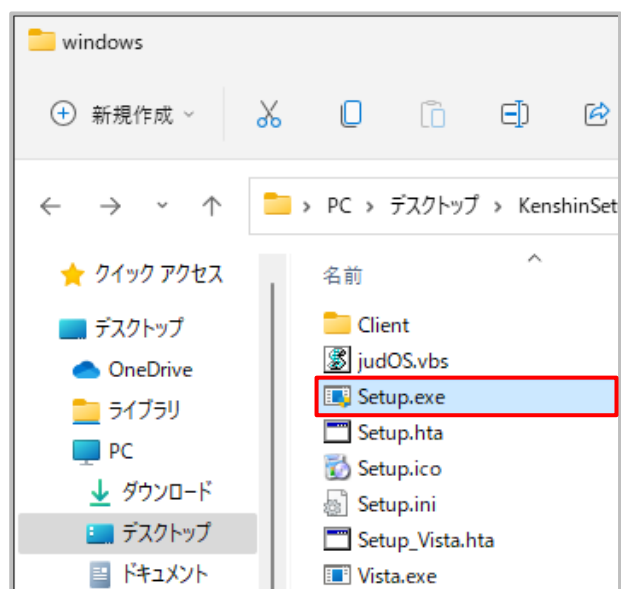 windows
新規作成
PC > デスクトップ > KenshinSet
クイック アクセス
デスクトップ
OneDrive
ライブラリ
PC
ダウンロード
デスクトップ
ドキュメント
名前
Client
judOS.vbs
Setup.exe
Setup.hta
Setup.ico
Setup.ini
Setup_Vista.hta
Vista.exe